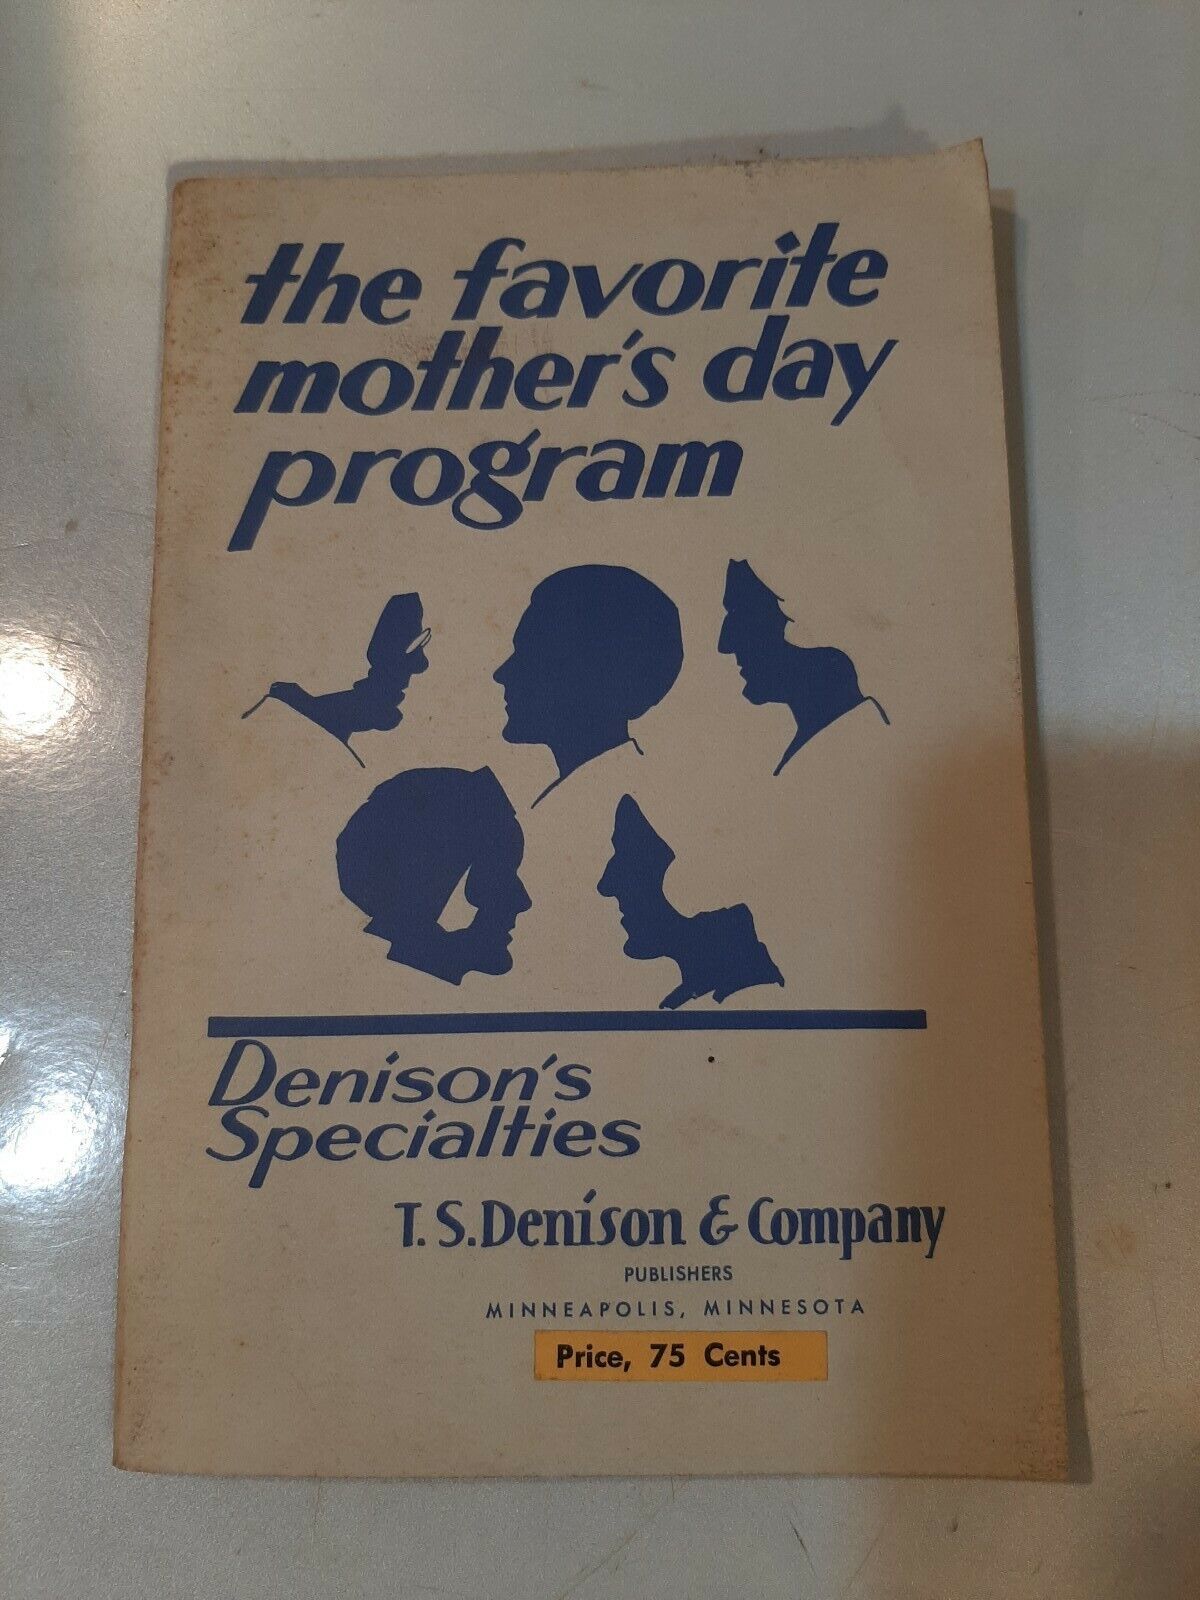 the favorite
mother's day
program
Denison's
Specialties
T. S. Denison & Company
PUBLISHERS
MINNEAPOLIS, MINNESOTA
Price, 75 Cents